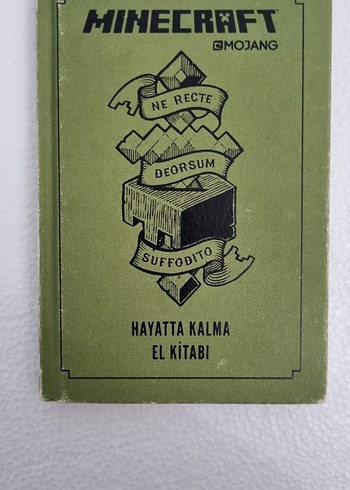 MINECRAFT
MOJANG
NE RECTE
DEORSUM
SUFFODITO
HAYATTA KALMA
EL KİTABI